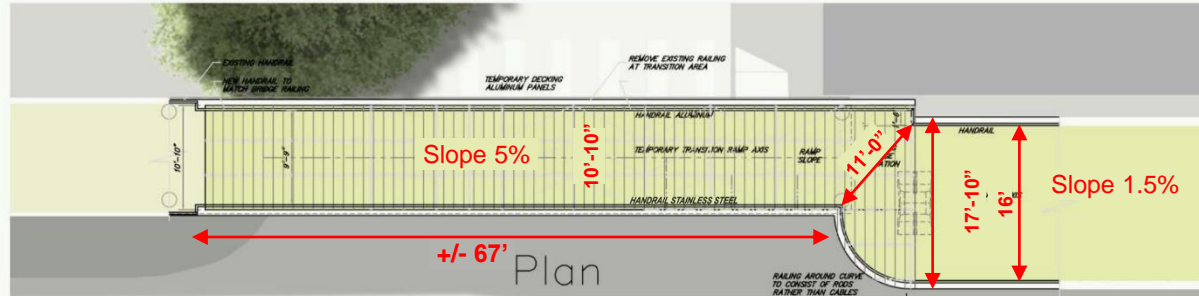 EXISTING HANDRAIL
NEW HANDRAIL TO
MATCH BRIDGE RAILING
TEMPORARY DECKING
ALUMINUM PANELS
REMOVE EXISTING RAILING
AT TRANSITION AREA
HANDRAIL ALUMINUM
HANDRAIL
10'-10"
9'-9"
Slope 5%
10'-10"
TEMPORARY TRANSITION RAMP AXIS
RAMP
SLOPE
11'-0"
17'-10"
16'
Slope 1.5%
HANDRAIL STAINLESS STEEL
+/- 67'
Plan
RAILING AROUND CURVE
TO CONSIST OF RODS
RATHER THAN CABLES